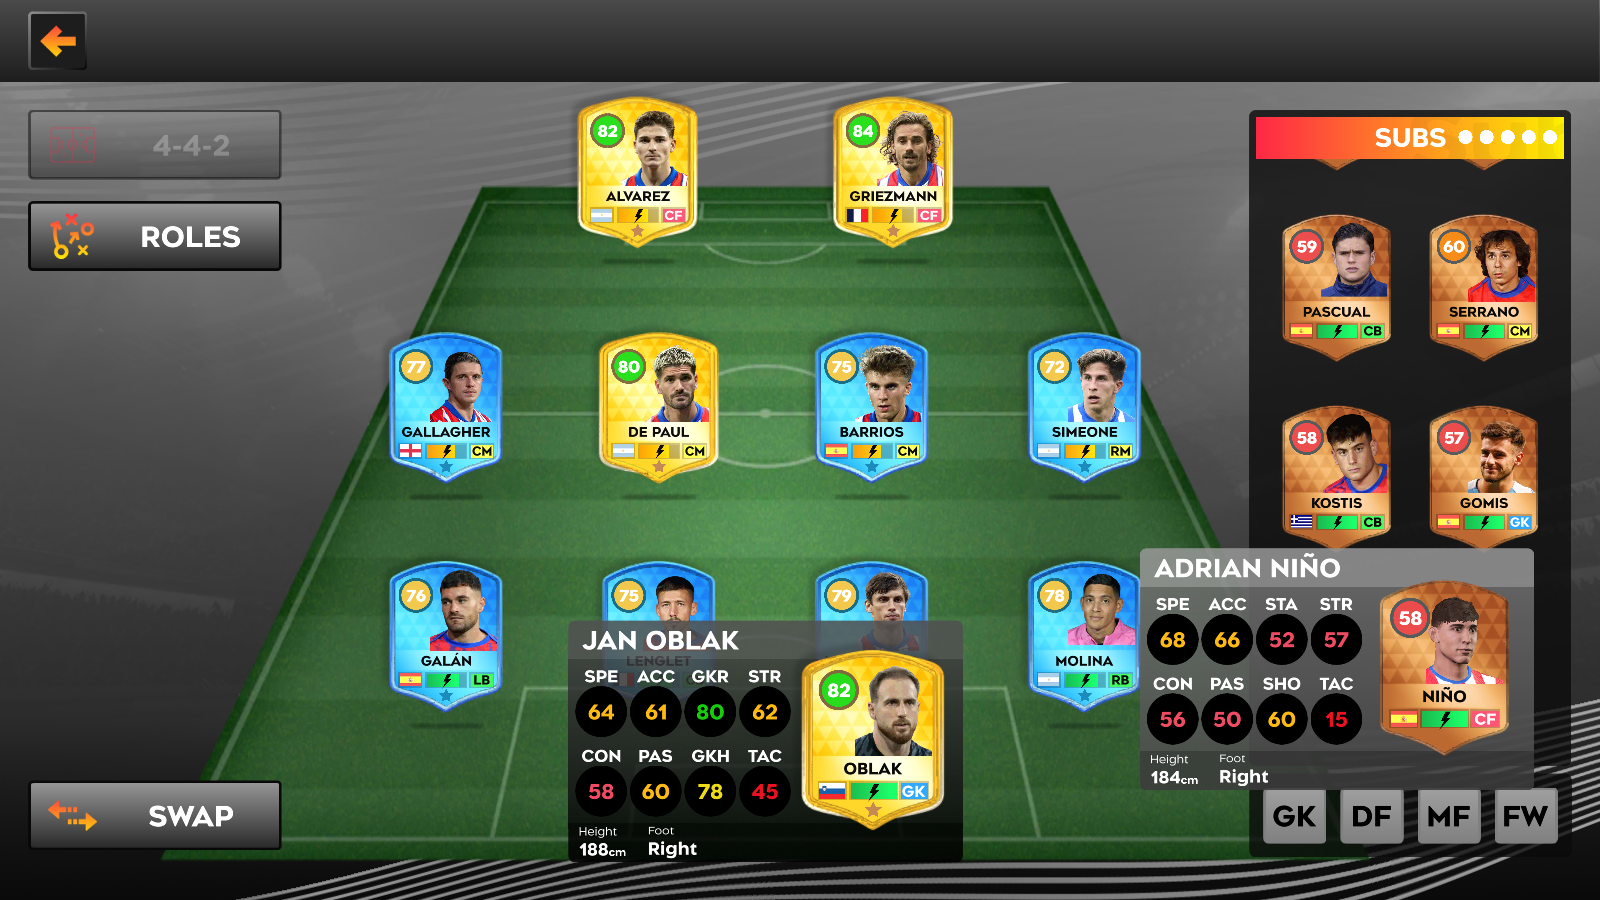 4-4-2
ROLES
SWAP
82
ALVAREZ
CF
84
GRIEZMANN
CF
77
GALLAGHER
CM
80
DE PAUL
CM
75
BARRIOS
CM
72
SIMEONE
RM
76
GALÁN
LB
75
LENGLET
79
78
MOLINA
RB
JAN OBLAK
SPE ACC GKR STR
64 61 80 62
CON PAS GKH TAC
58 60 78 45
Height Foot
188cm Right
82
OBLAK
GK
SUBS
59
PASCUAL
CB
60
SERRANO
CM
58
KOSTIS
CB
57
GOMIS
GK
ADRIAN NIÑO
SPE ACC STA STR
68 66 52 57
CON PAS SHO TAC
56 50 60 15
Height Foot
184cm Right
58
NIÑO
CF
GK DF MF FW